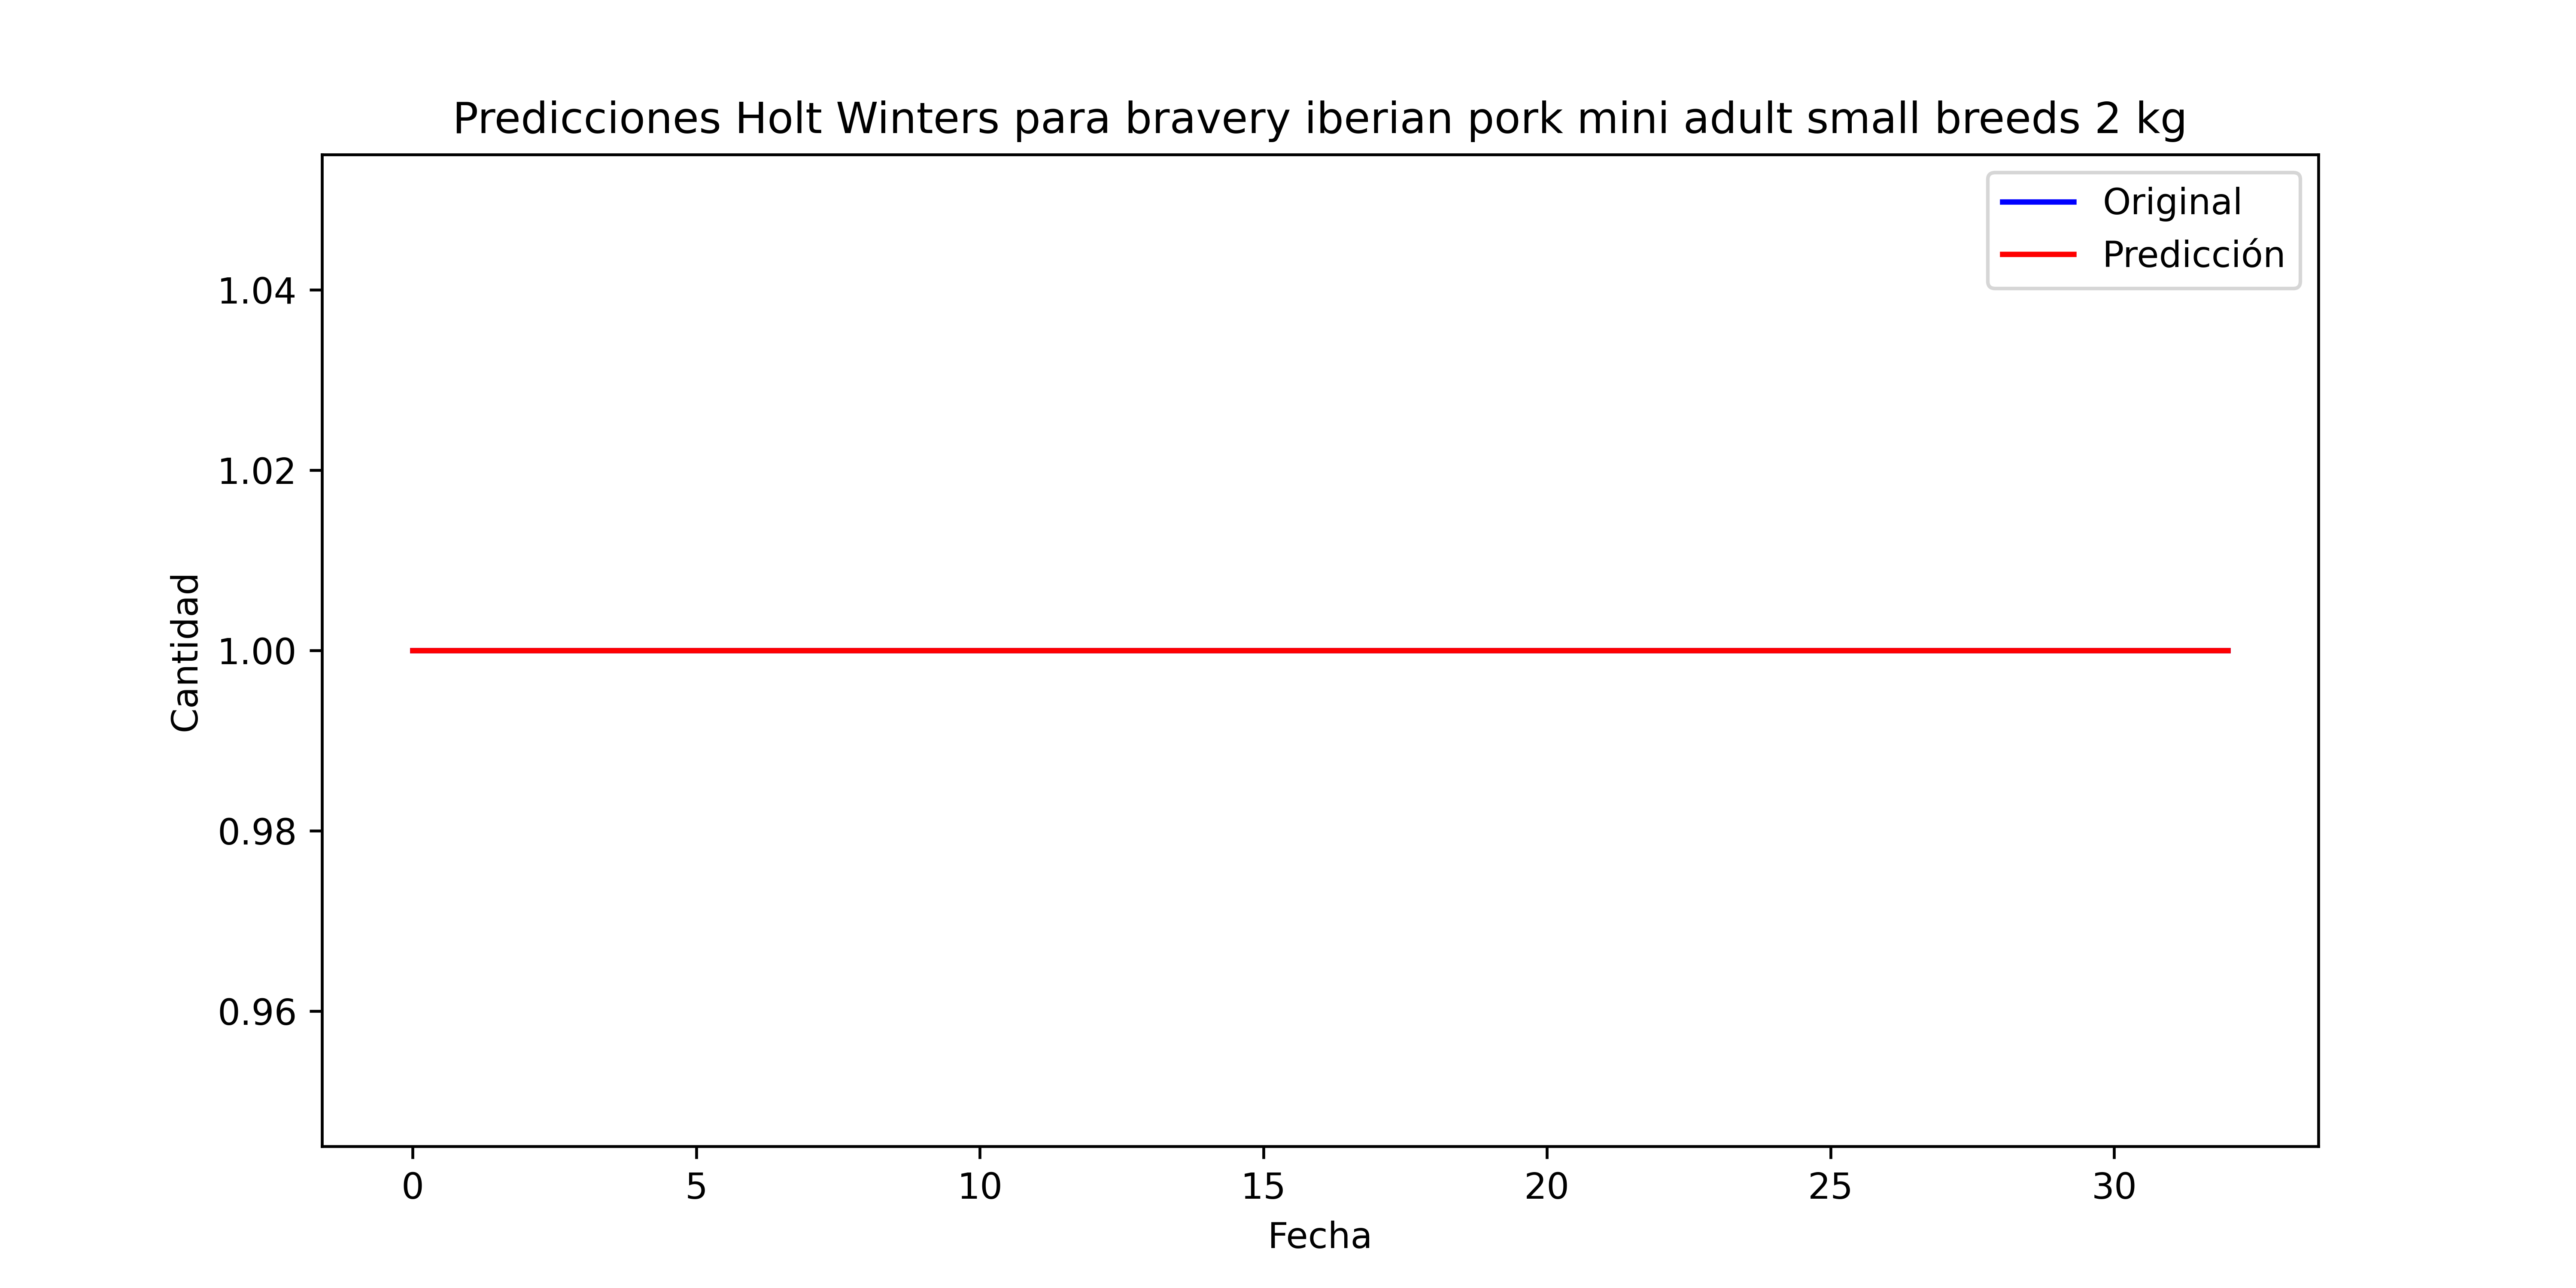 Predicciones Holt Winters para bravery iberian pork mini adult small breeds 2 kg
Original
Predicción
1.04
1.02
1.00
0.98
0.96
Cantidad
0 5 10 15 20 25 30
Fecha